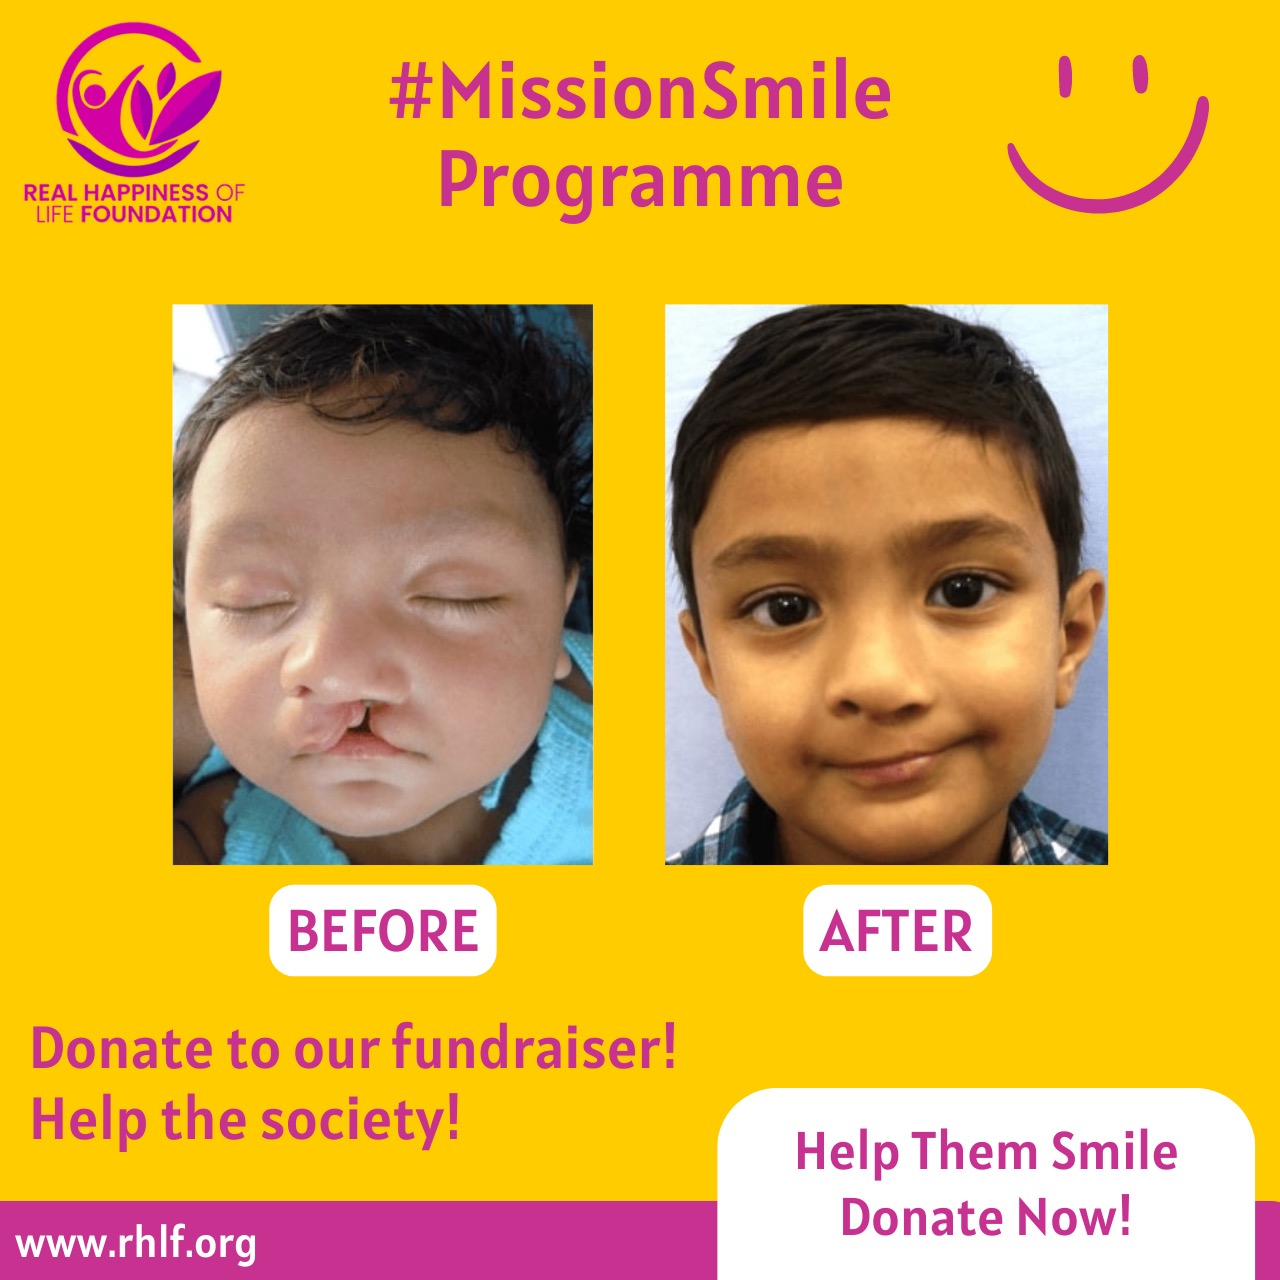 REAL HAPPINESS OF
LIFE FOUNDATION
#MissionSmile
Programme
BEFORE
AFTER
Donate to our fundraiser!
Help the society!
Help Them Smile
Donate Now!
www.rhlf.org